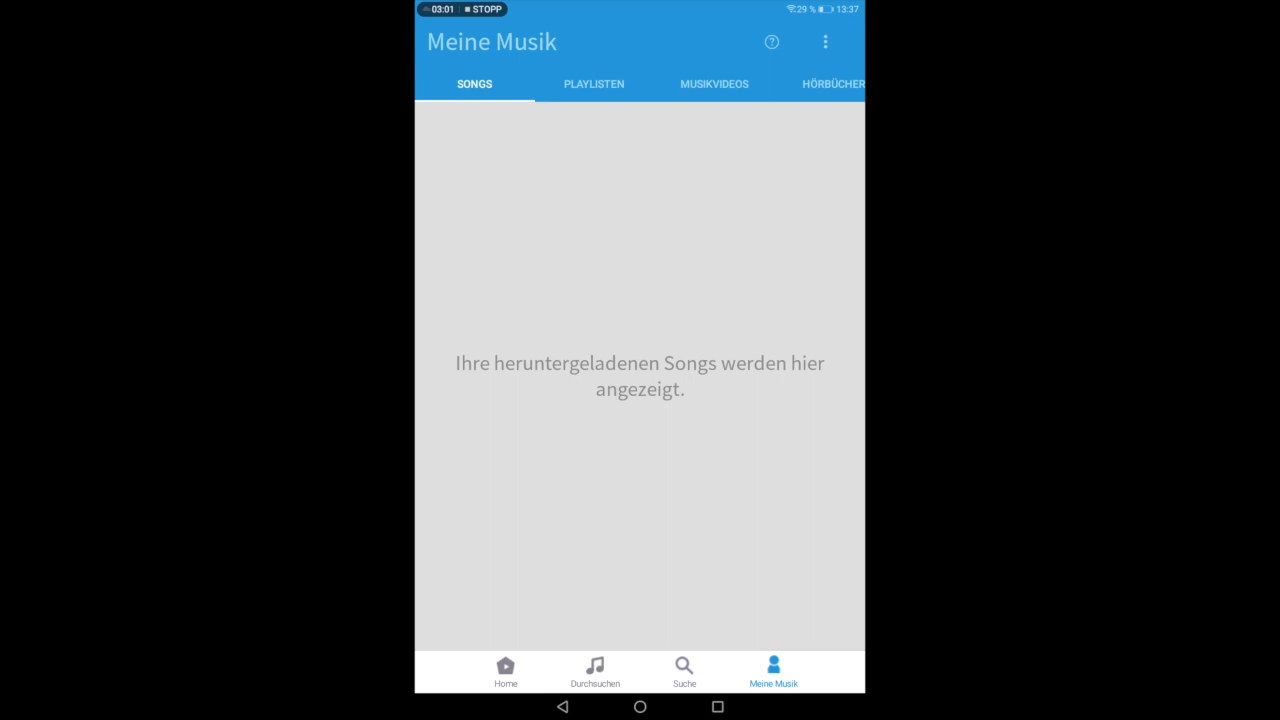 03:01 STOPP 29 % 13:37
Meine Musik
SONGS PLAYLISTEN MUSIKVIDEOS HÖRBÜCHER
Ihre heruntergeladenen Songs werden hier
angezeigt.
Home Durchsuchen Suche Meine Musik